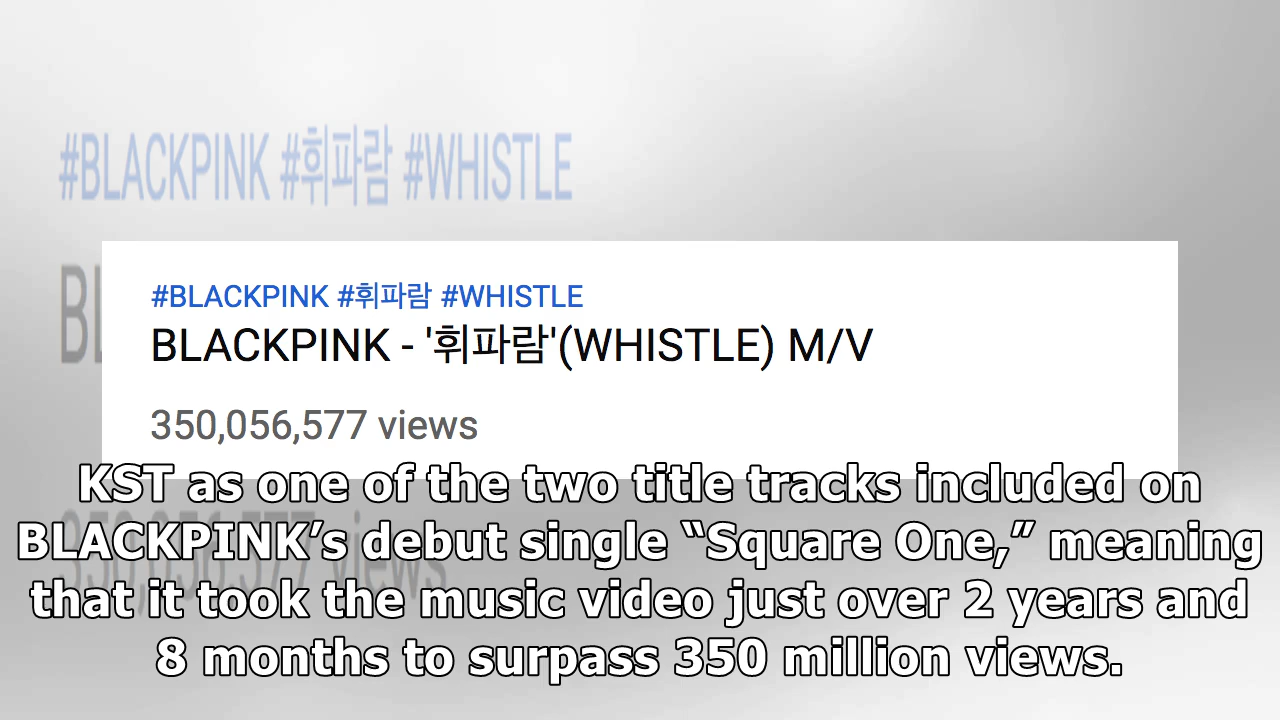 #BLACKPINK #휘파람 #WHISTLE
#BLACKPINK #휘파람 #WHISTLE
BLACKPINK - '휘파람'(WHISTLE) M/V
350,056,577 views
KST as one of the two title tracks included on
BLACKPINK’s debut single “Square One,” meaning
that it took the music video just over 2 years and
8 months to surpass 350 million views.